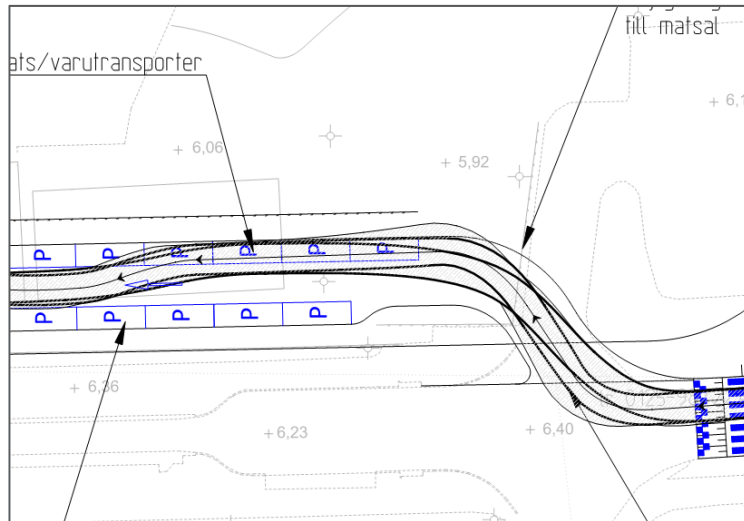 till matsal
ats/varutransporter
+ 6,1
+ 6,06
+ 5,92
P P P P P P
P P P P P
+ 6,36
+ 6,23
+ 6,40